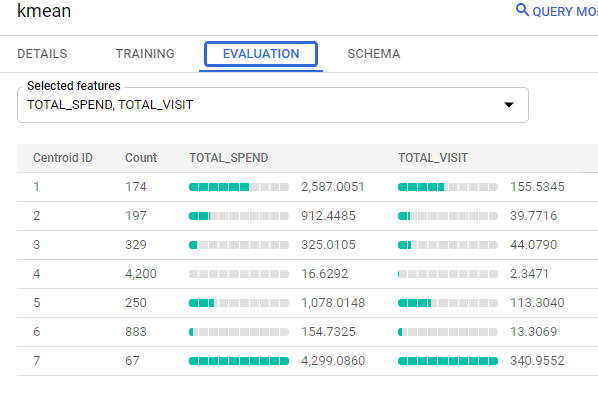 kmean
QUERY MO
DETAILS TRAINING EVALUATION SCHEMA
Selected features
TOTAL_SPEND, TOTAL_VISIT
Centroid ID Count TOTAL_SPEND TOTAL_VISIT
1 174 2,587.0051 155.5345
2 197 912.4485 39.7716
3 329 325.0105 44.0790
4 4,200 16.6292 2.3471
5 250 1,078.0148 113.3040
6 883 154.7325 13.3069
7 67 4,299.0860 340.9552